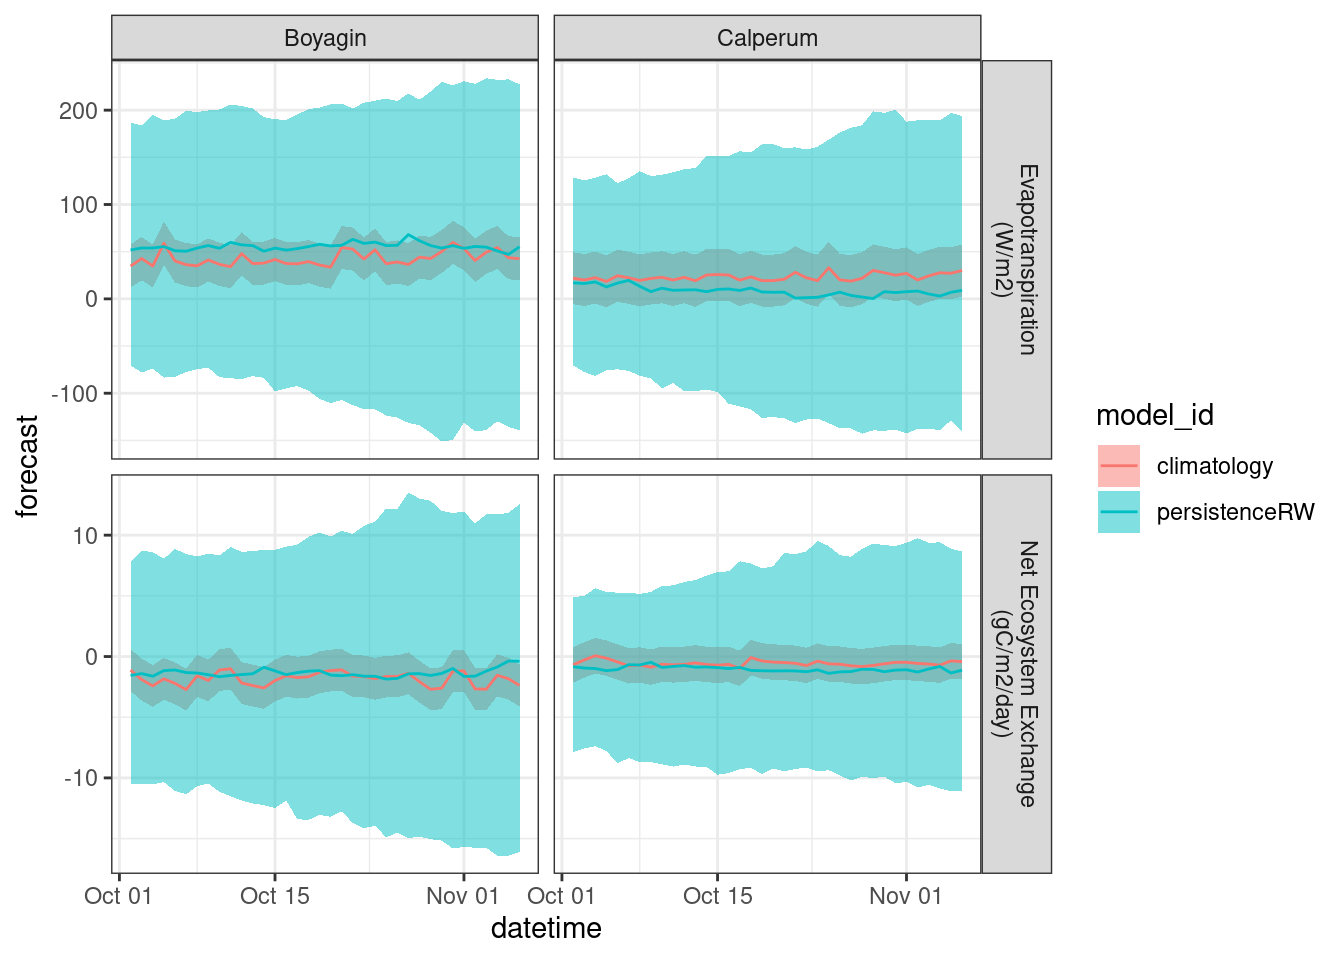 Boyagin
Calperum
200
100
0
-100
Evapotranspiration
(W/m2)
10
0
-10
Net Ecosystem Exchange
(gC/m2/day)
forecast
Oct 01
Oct 15
Nov 01
Oct 01
Oct 15
Nov 01
datetime
model_id
climatology
persistenceRW